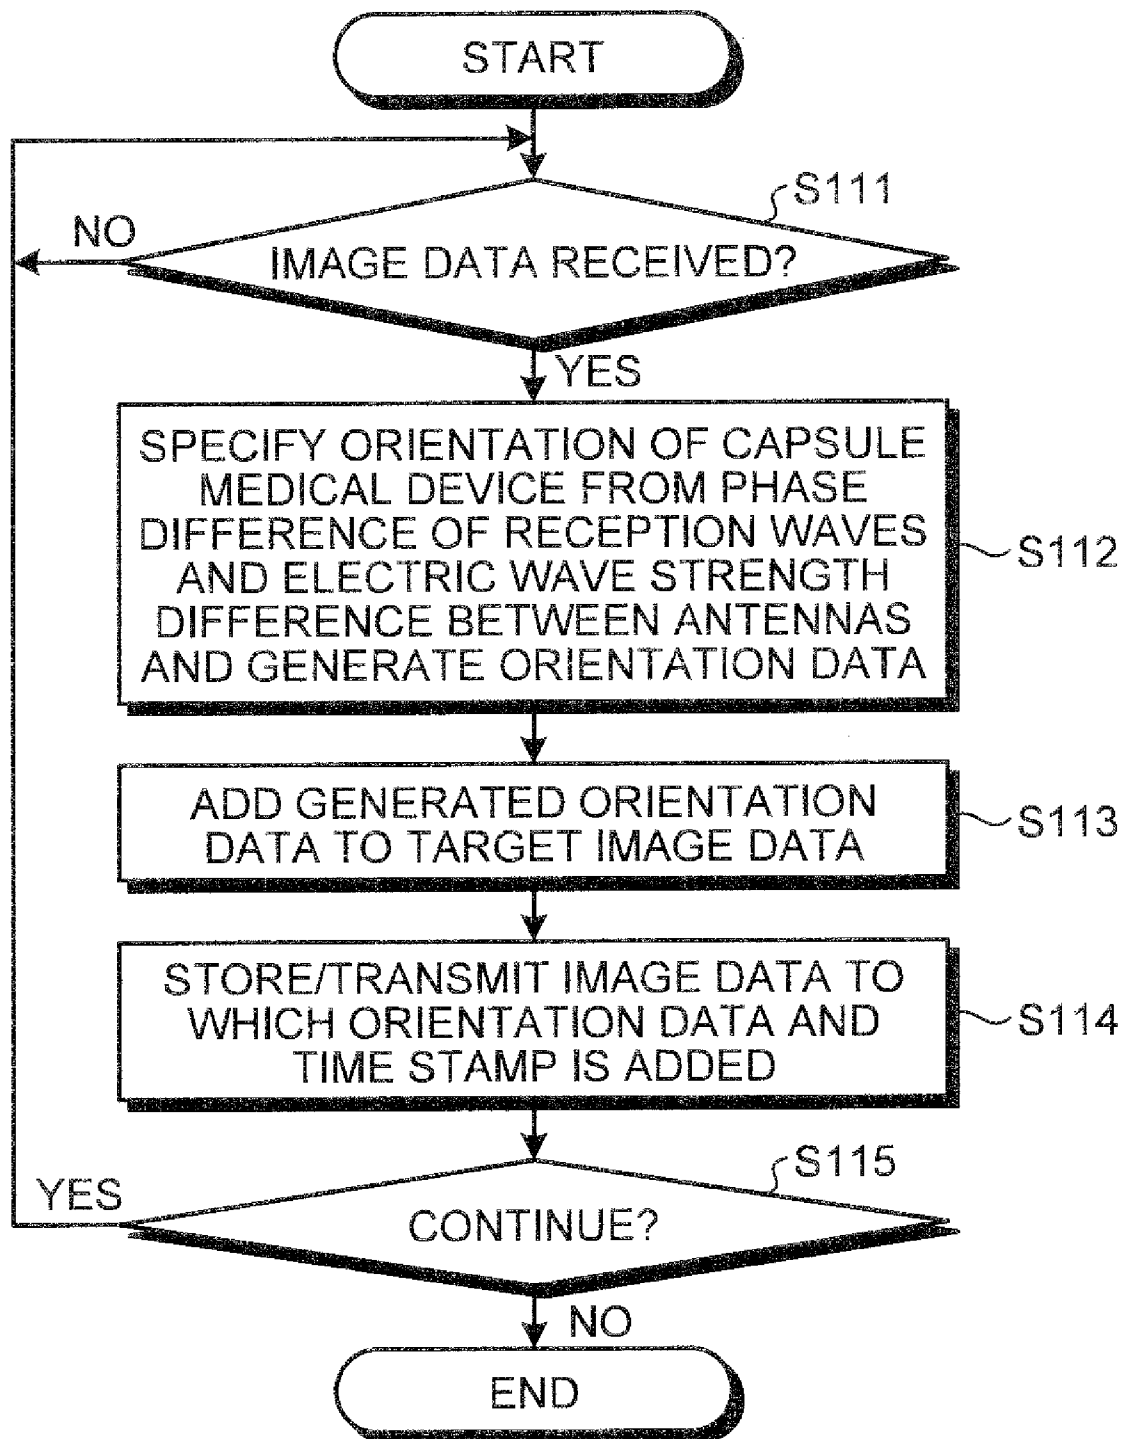 START
S111
NO
IMAGE DATA RECEIVED?
YES
SPECIFY ORIENTATION OF CAPSULE
MEDICAL DEVICE FROM PHASE
DIFFERENCE OF RECEPTION WAVES
AND ELECTRIC WAVE STRENGTH
DIFFERENCE BETWEEN ANTENNAS
AND GENERATE ORIENTATION DATA
S112
ADD GENERATED ORIENTATION
DATA TO TARGET IMAGE DATA
S113
STORE/TRANSMIT IMAGE DATA TO
WHICH ORIENTATION DATA AND
TIME STAMP IS ADDED
S114
S115
YES
CONTINUE?
NO
END